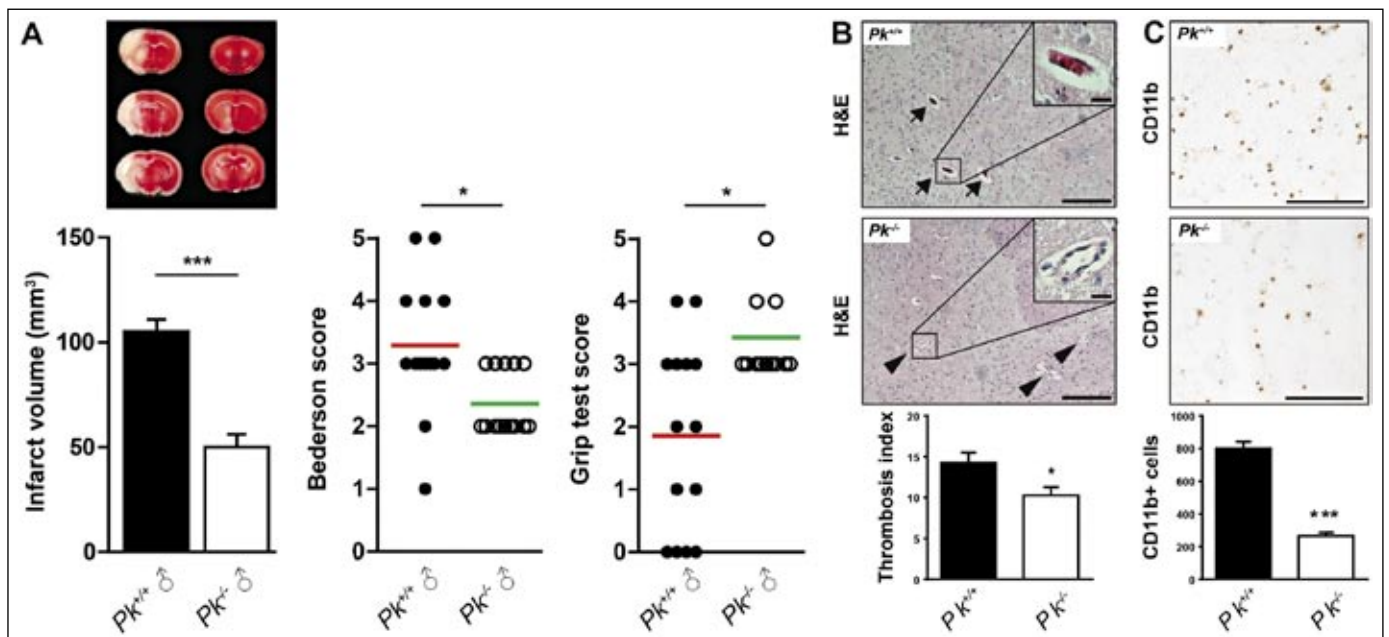 A
150
100
50
0
Infarct volume (mm³)
***
Pk+/+ ♂
Pk-/- ♂
5
4
3
2
1
0
Bederson score
*
Pk+/+ ♂
Pk-/- ♂
5
4
3
2
1
0
Grip test score
*
Pk+/+ ♂
Pk-/- ♂
B
Pk+/+
H&E
Pk-/-
H&E
20
15
10
5
0
Thrombosis index
*
Pk+/+
Pk-/-
C
Pk+/+
CD11b
Pk-/-
CD11b
1000
800
600
400
200
0
CD11b+ cells
***
Pk+/+
Pk-/-